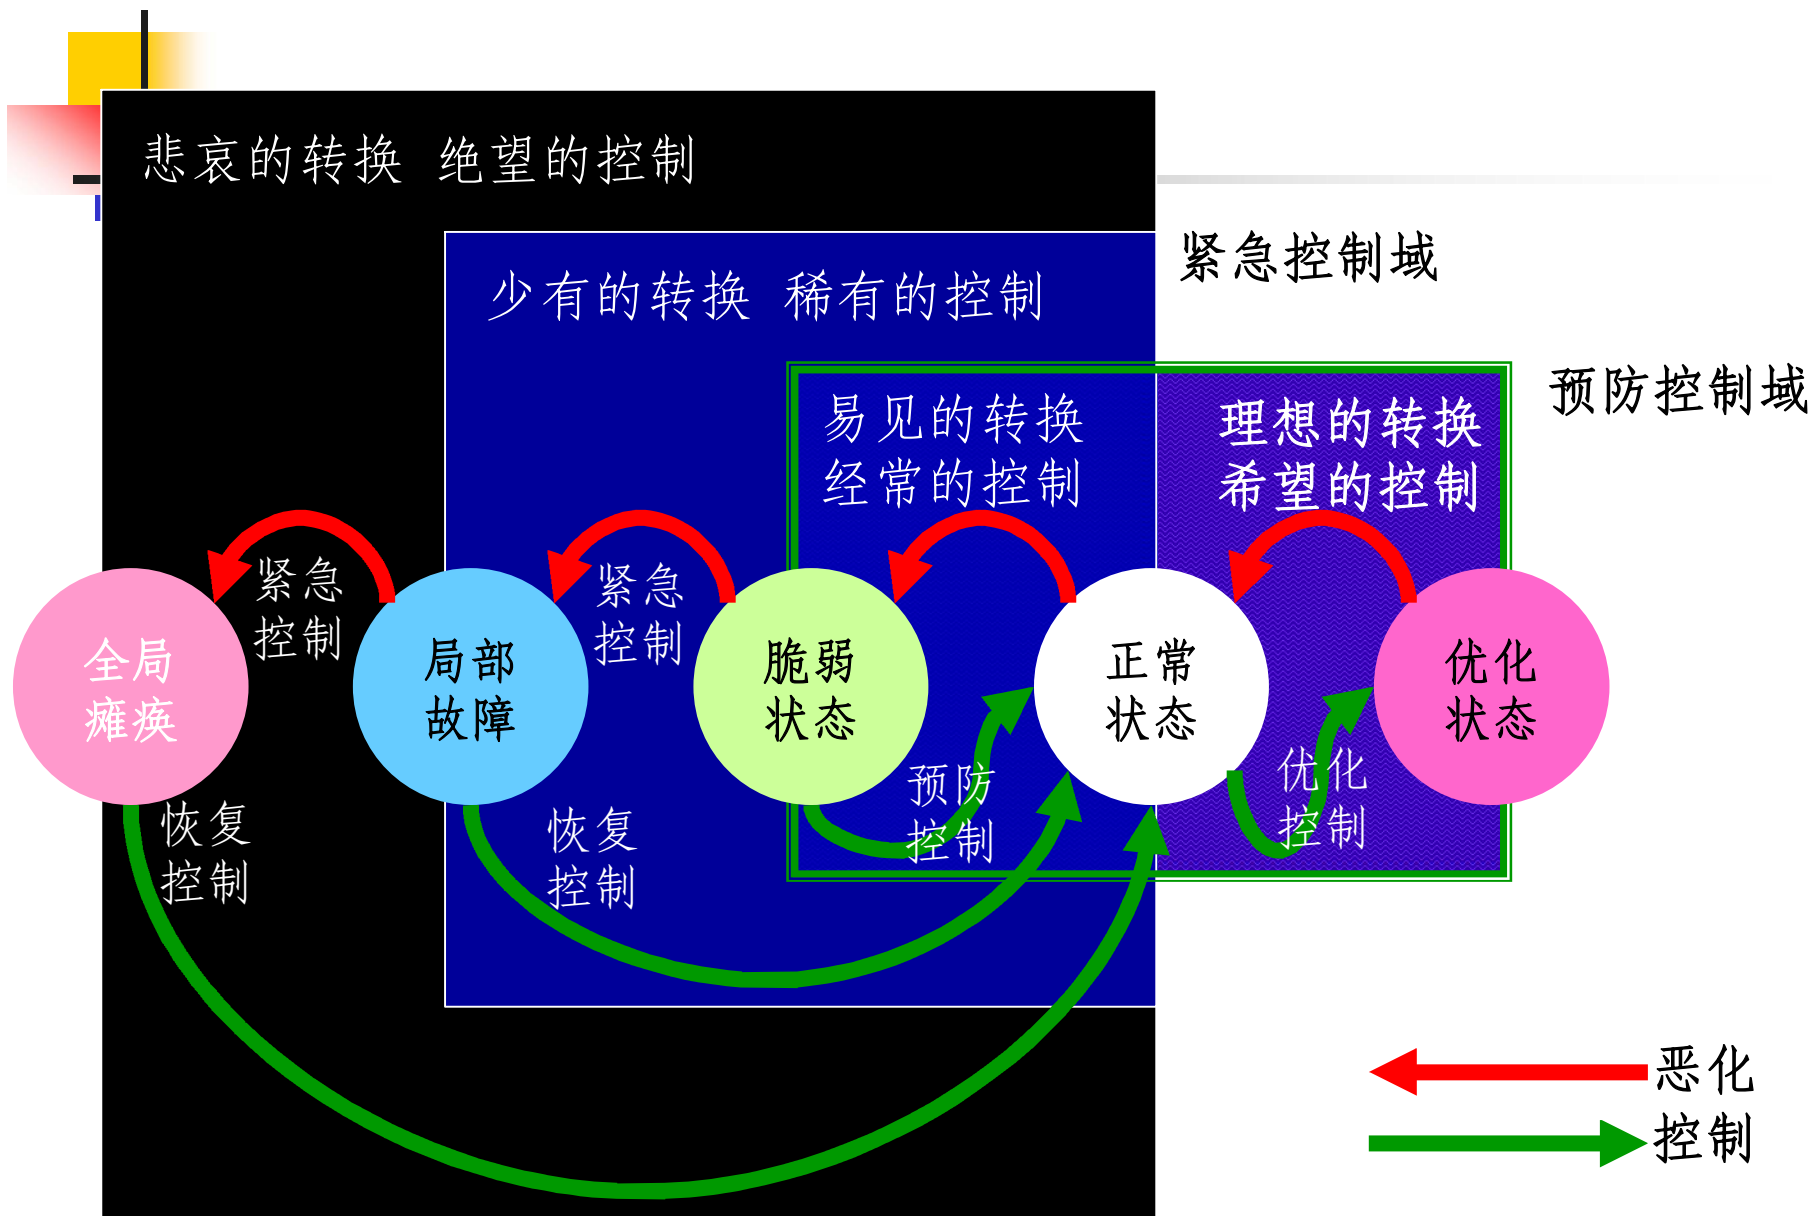 悲哀的转换 绝望的控制
紧急控制域
少有的转换 稀有的控制
预防控制域
易见的转换
经常的控制
理想的转换
希望的控制
紧急
控制
紧急
控制
全局
瘫痪
局部
故障
脆弱
状态
正常
状态
优化
状态
恢复
控制
恢复
控制
预防
控制
优化
控制
恶化
控制